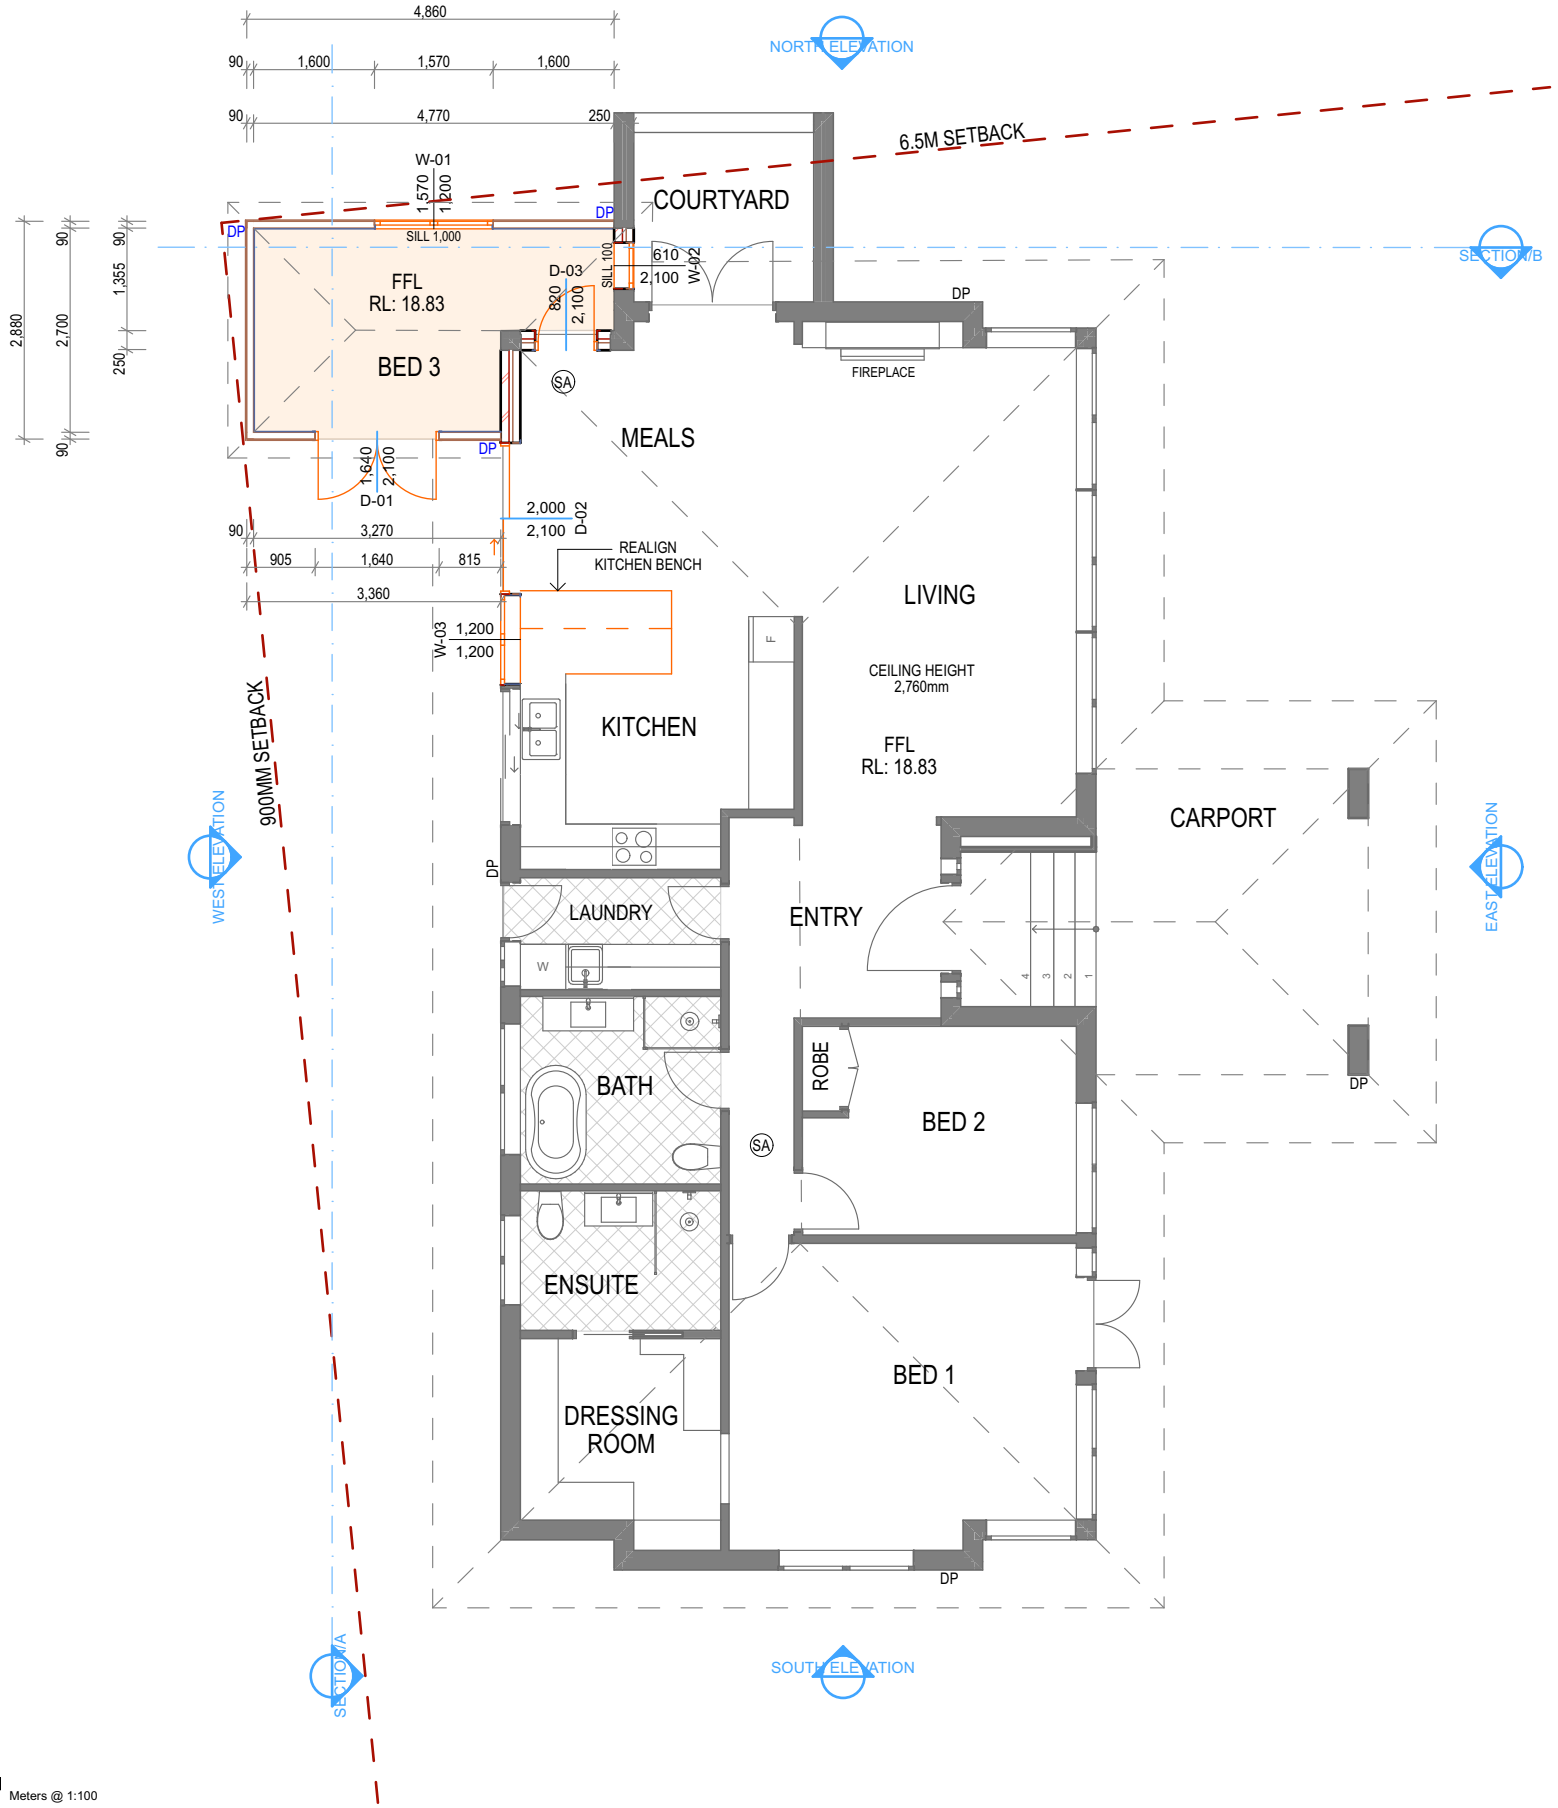 4,860
NORTH ELEVATION
90
1,600
1,570
1,600
90
4,770
250
6.5M SETBACK
W-01
1,570
1,200
COURTYARD
DP
DP
SILL 1,000
SILL 100
610
2,100
W-02
SECTION/B
90
90
1,355
2,880
2,700
250
90
FFL
RL: 18.83
D-03
820
2,100
DP
BED 3
SA
FIREPLACE
MEALS
DP
1,640
2,100
D-01
2,000
2,100
D-02
90
3,270
905
1,640
815
3,360
REALIGN
KITCHEN BENCH
LIVING
W-03
1,200
1,200
F
CEILING HEIGHT
2,760mm
900MM SETBACK
KITCHEN
FFL
RL: 18.83
CARPORT
WEST ELEVATION
EAST ELEVATION
DP
LAUNDRY
ENTRY
W
4
3
2
1
ROBE
BATH
DP
BED 2
SA
ENSUITE
BED 1
DRESSING
ROOM
DP
SECTION/A
SOUTH ELEVATION
Meters @ 1:100